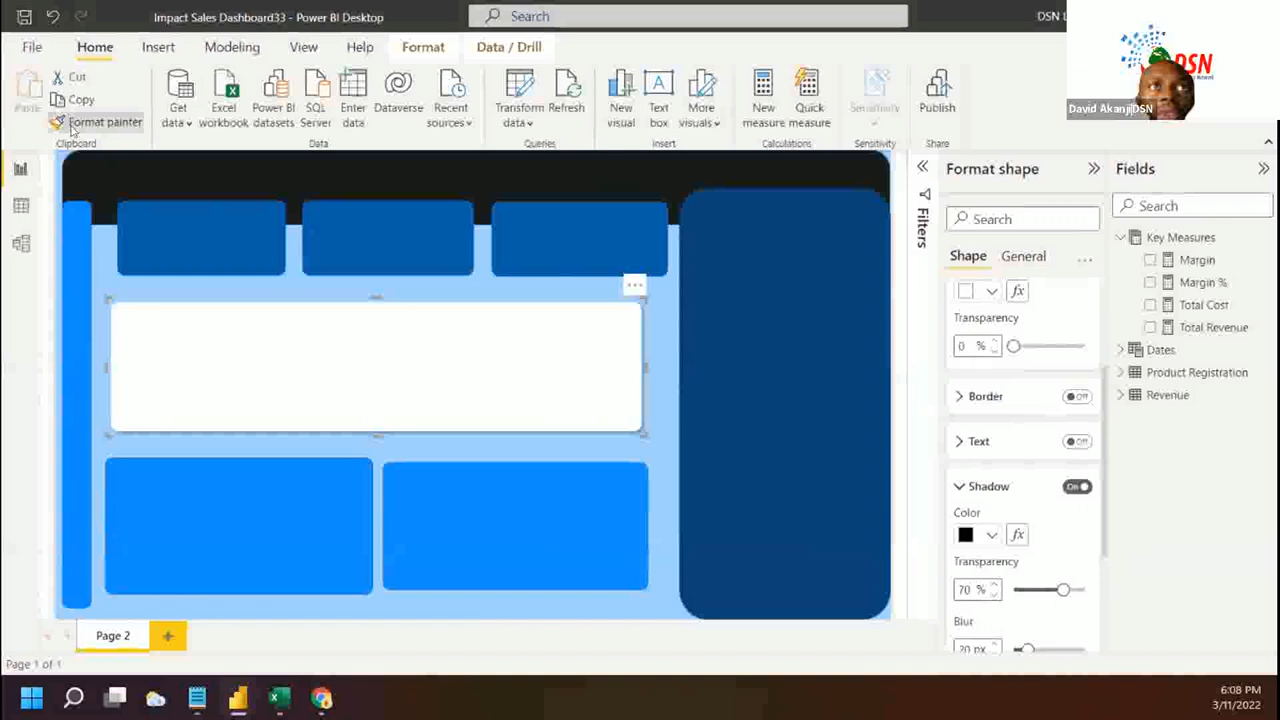 Impact Sales Dashboard33 - Power BI Desktop
Search
File
Home
Insert
Modeling
View
Help
Format
Data / Drill
DSN
David Akanji|DSN
Paste
Cut
Copy
Format painter
Clipboard
Get data
Excel workbook
Power BI datasets
SQL Server
Enter data
Dataverse
Recent sources
Data
Transform data
Refresh
Queries
New visual
Text box
More visuals
Insert
New measure
Quick measure
Calculations
Sensitivity
Sensitivity
Publish
Share
Filters
Format shape
Search
Shape
General
fx
Transparency
0 %
Border
Off
Text
Off
Shadow
On
Color
fx
Transparency
70 %
Blur
20 px
Fields
Search
Key Measures
Margin
Margin %
Total Cost
Total Revenue
Dates
Product Registration
Revenue
Page 2
Page 1 of 1
6:08 PM
3/11/2022